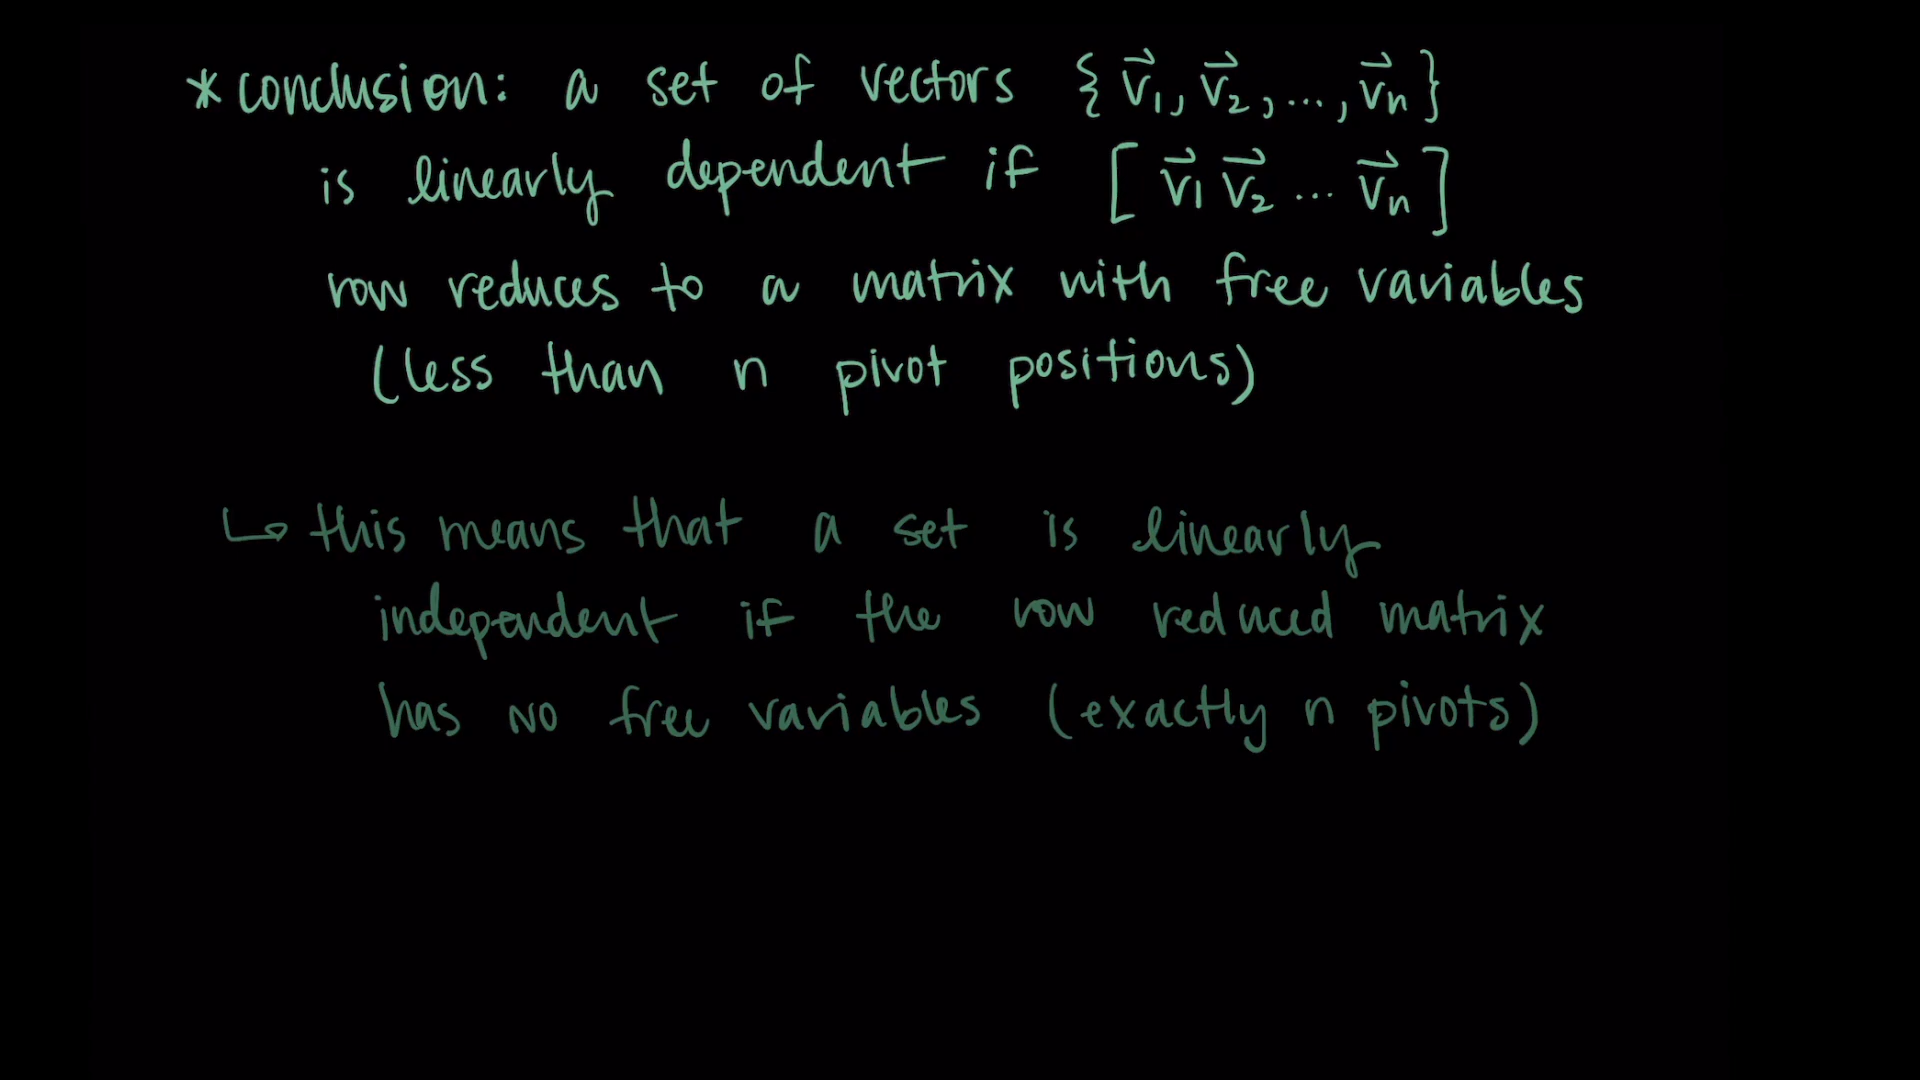 * conclusion: a set of vectors {v⃗₁, v⃗₂, ..., v⃗ₙ}
is linearly dependent if [v⃗₁ v⃗₂ ... v⃗ₙ]
row reduces to a matrix with free variables
(less than n pivot positions)
↳ this means that a set is linearly
independent if the row reduced matrix
has no free variables (exactly n pivots)